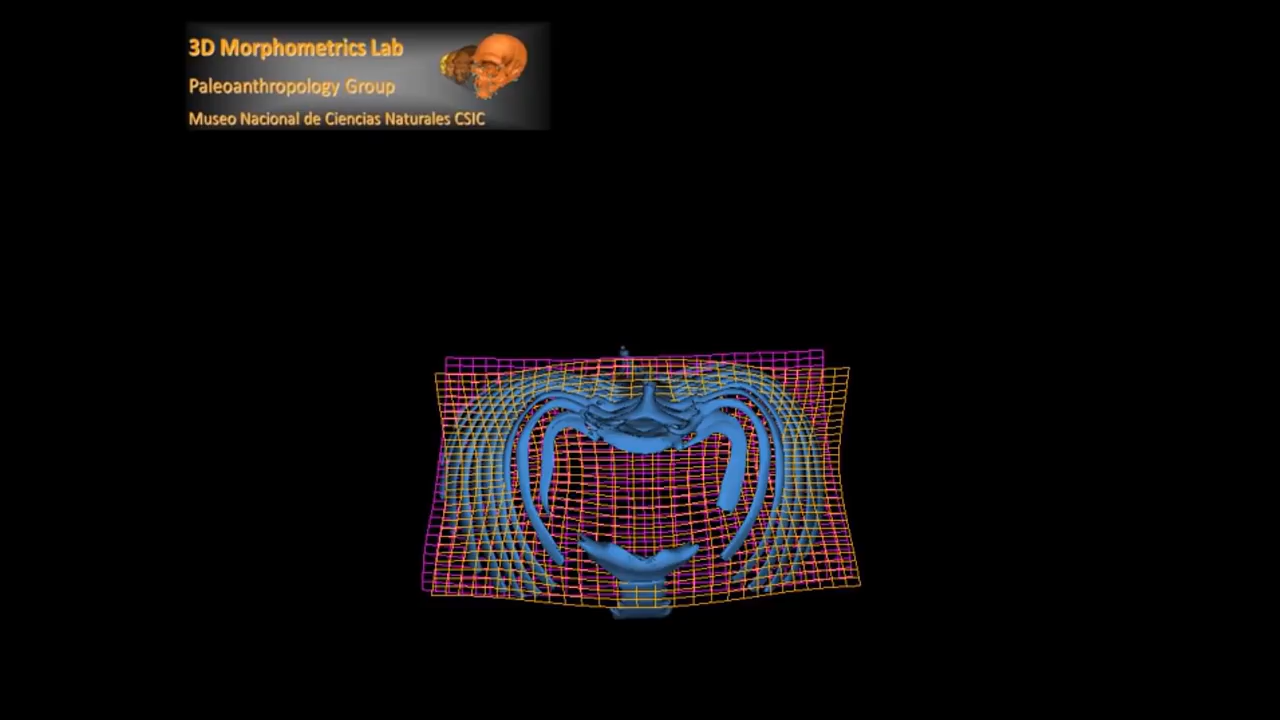 3D Morphometrics Lab
Paleoanthropology Group
Museo Nacional de Ciencias Naturales CSIC